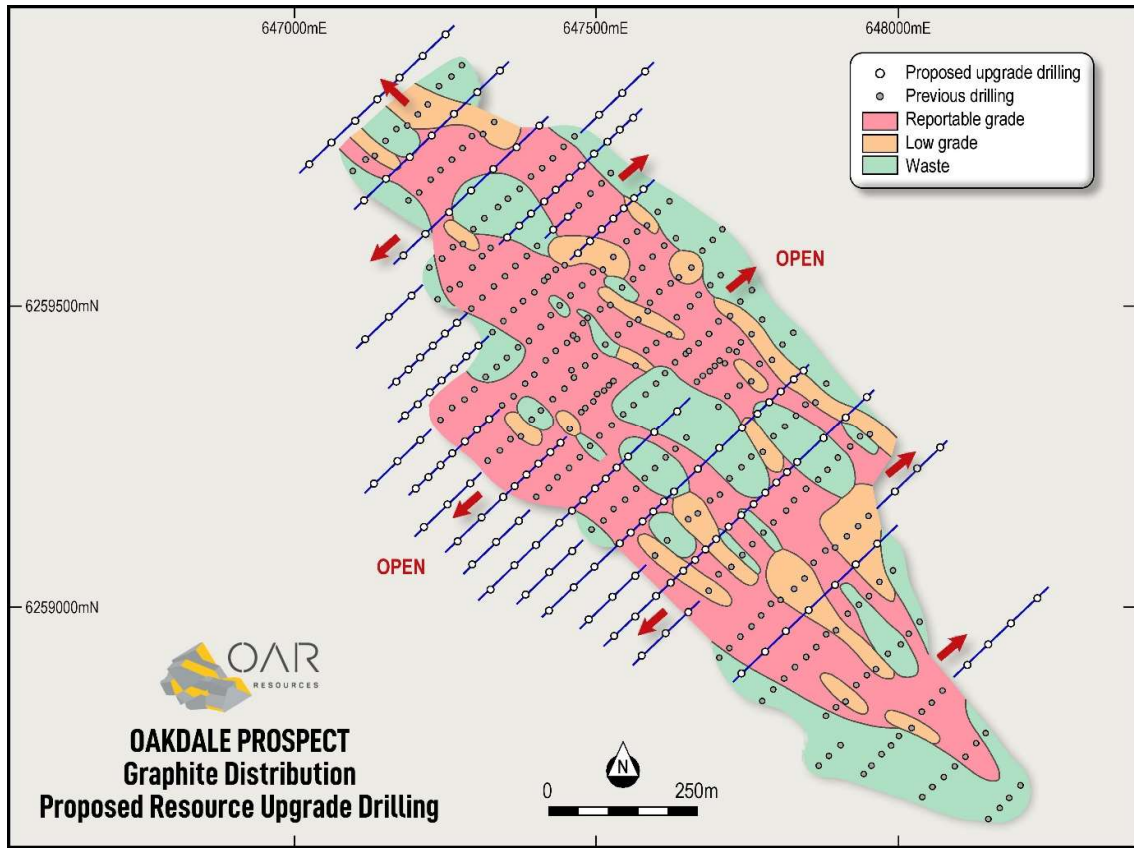 647000mE
647500mE
648000mE
Proposed upgrade drilling
Previous drilling
Reportable grade
Low grade
Waste
OPEN
6259500mN
OPEN
6259000mN
OAR
RESOURCES
OAKDALE PROSPECT
Graphite Distribution
Proposed Resource Upgrade Drilling
N
0
250m